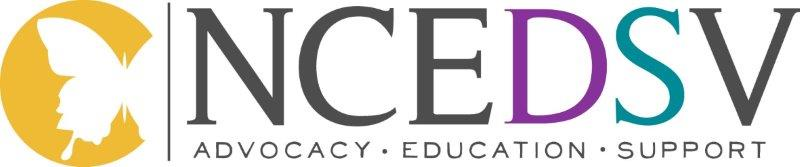 NCEDSV
ADVOCACY · EDUCATION · SUPPORT